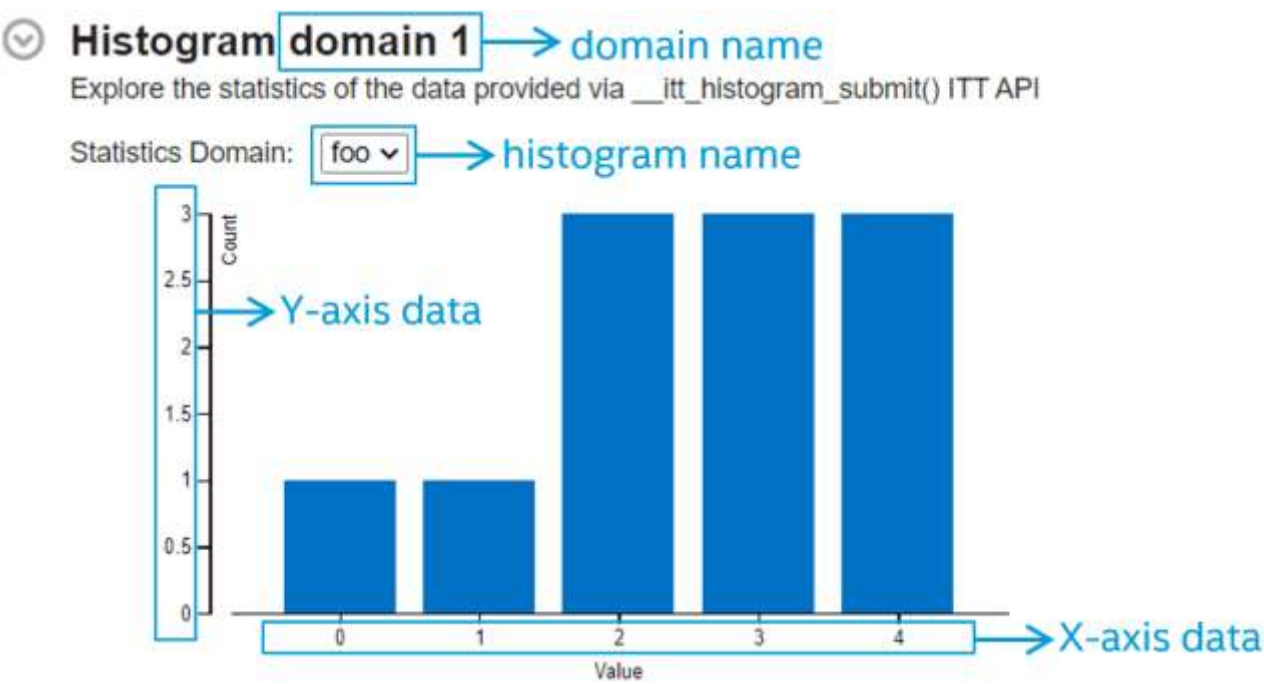 Histogram domain 1 domain name
Explore the statistics of the data provided via __itt_histogram_submit() ITT API
Statistics Domain: foo histogram name
3
Count
2.5
Y-axis data
2
1.5
1
0.5
0
0 1 2 3 4 X-axis data
Value